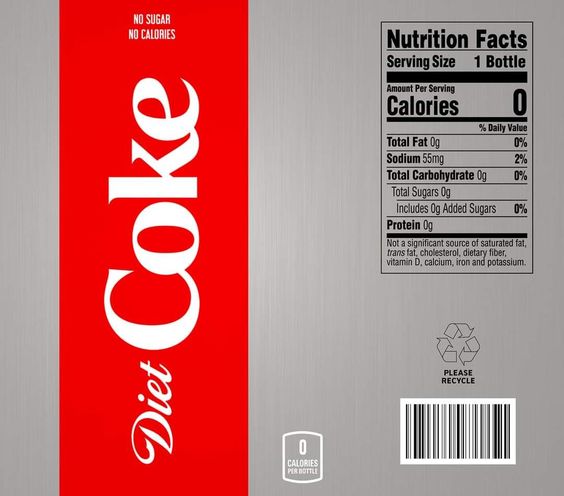 NO SUGAR
NO CALORIES
Diet Coke
Nutrition Facts
Serving Size 1 Bottle
Amount Per Serving
Calories 0
% Daily Value
Total Fat 0g 0%
Sodium 55mg 2%
Total Carbohydrate 0g 0%
Total Sugars 0g
Includes 0g Added Sugars 0%
Protein 0g
Not a significant source of saturated fat,
trans fat, cholesterol, dietary fiber,
vitamin D, calcium, iron and potassium.
PLEASE
RECYCLE
0
CALORIES
PER BOTTLE